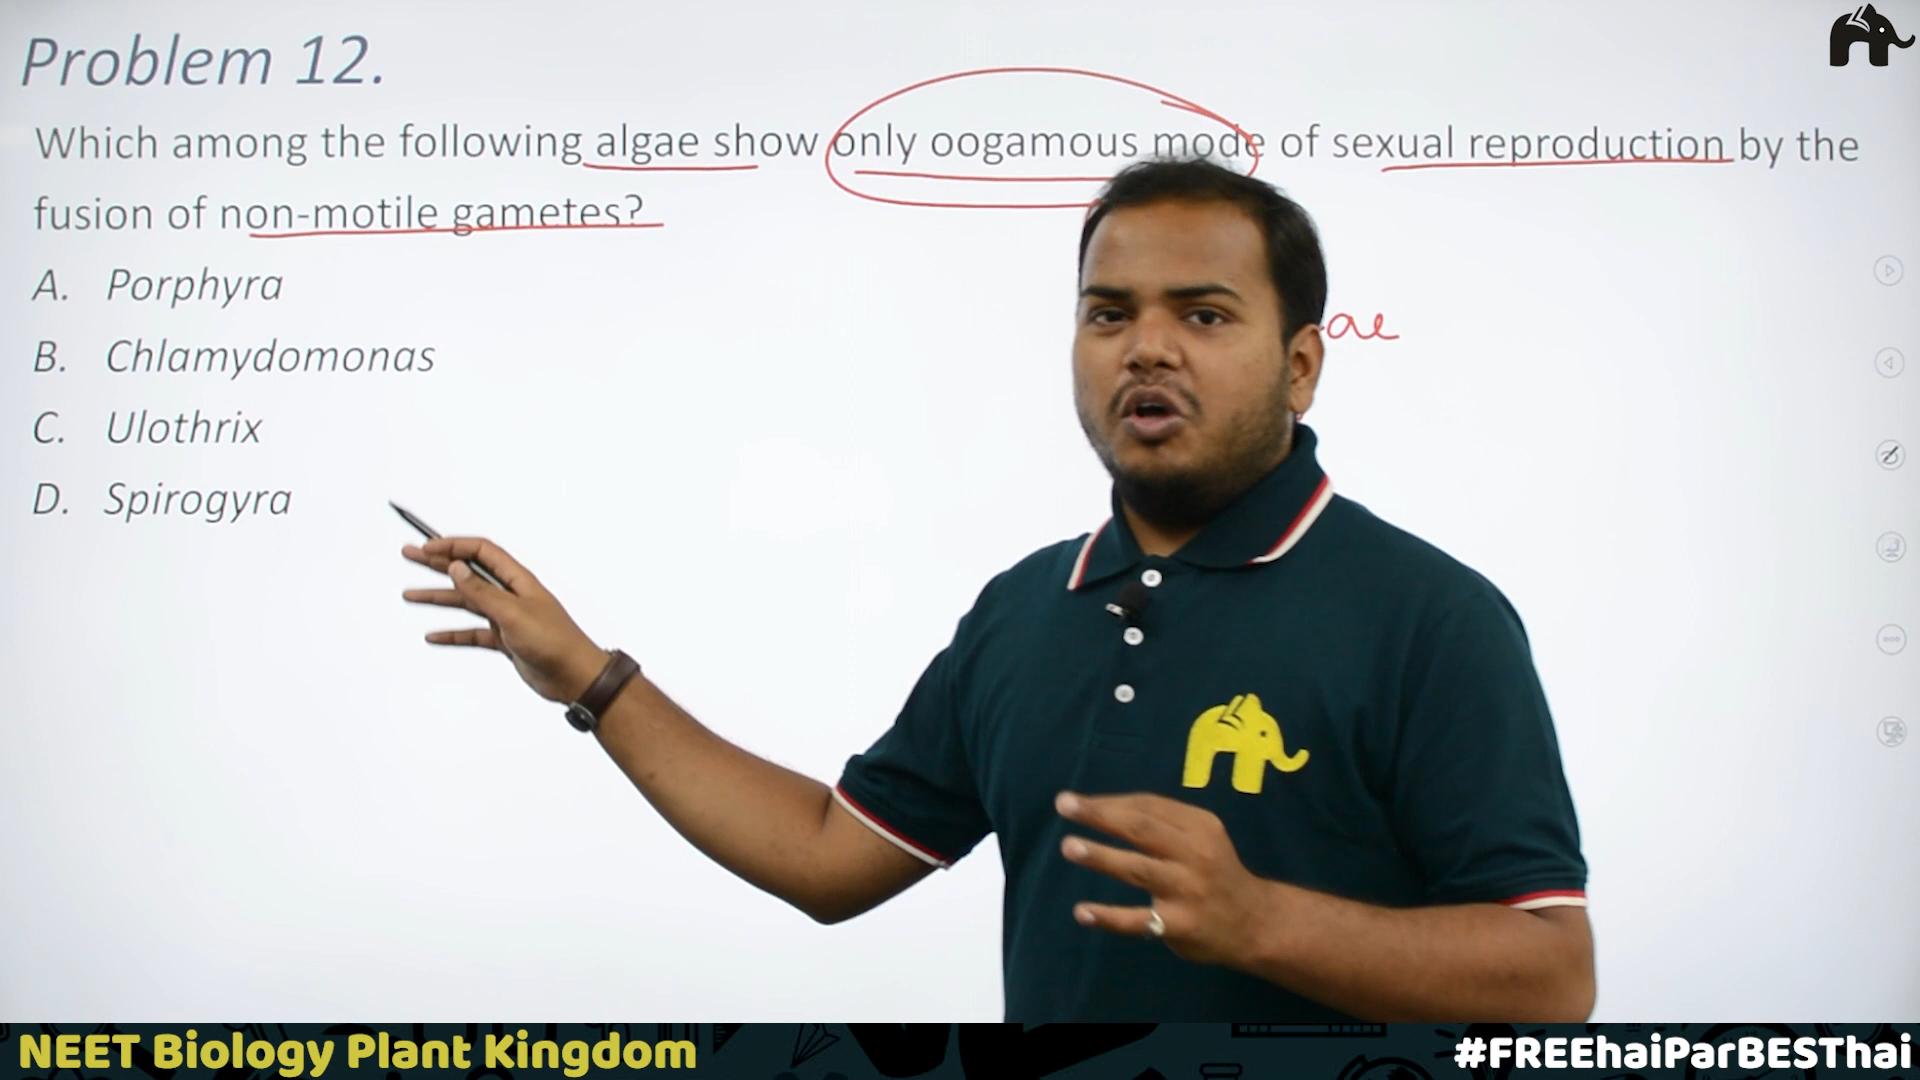 Problem 12.
Which among the following algae show only oogamous mode of sexual reproduction by the
fusion of non-motile gametes?
A. Porphyra
B. Chlamydomonas
C. Ulothrix
D. Spirogyra
NEET Biology Plant Kingdom
#FREEhaiParBESThai